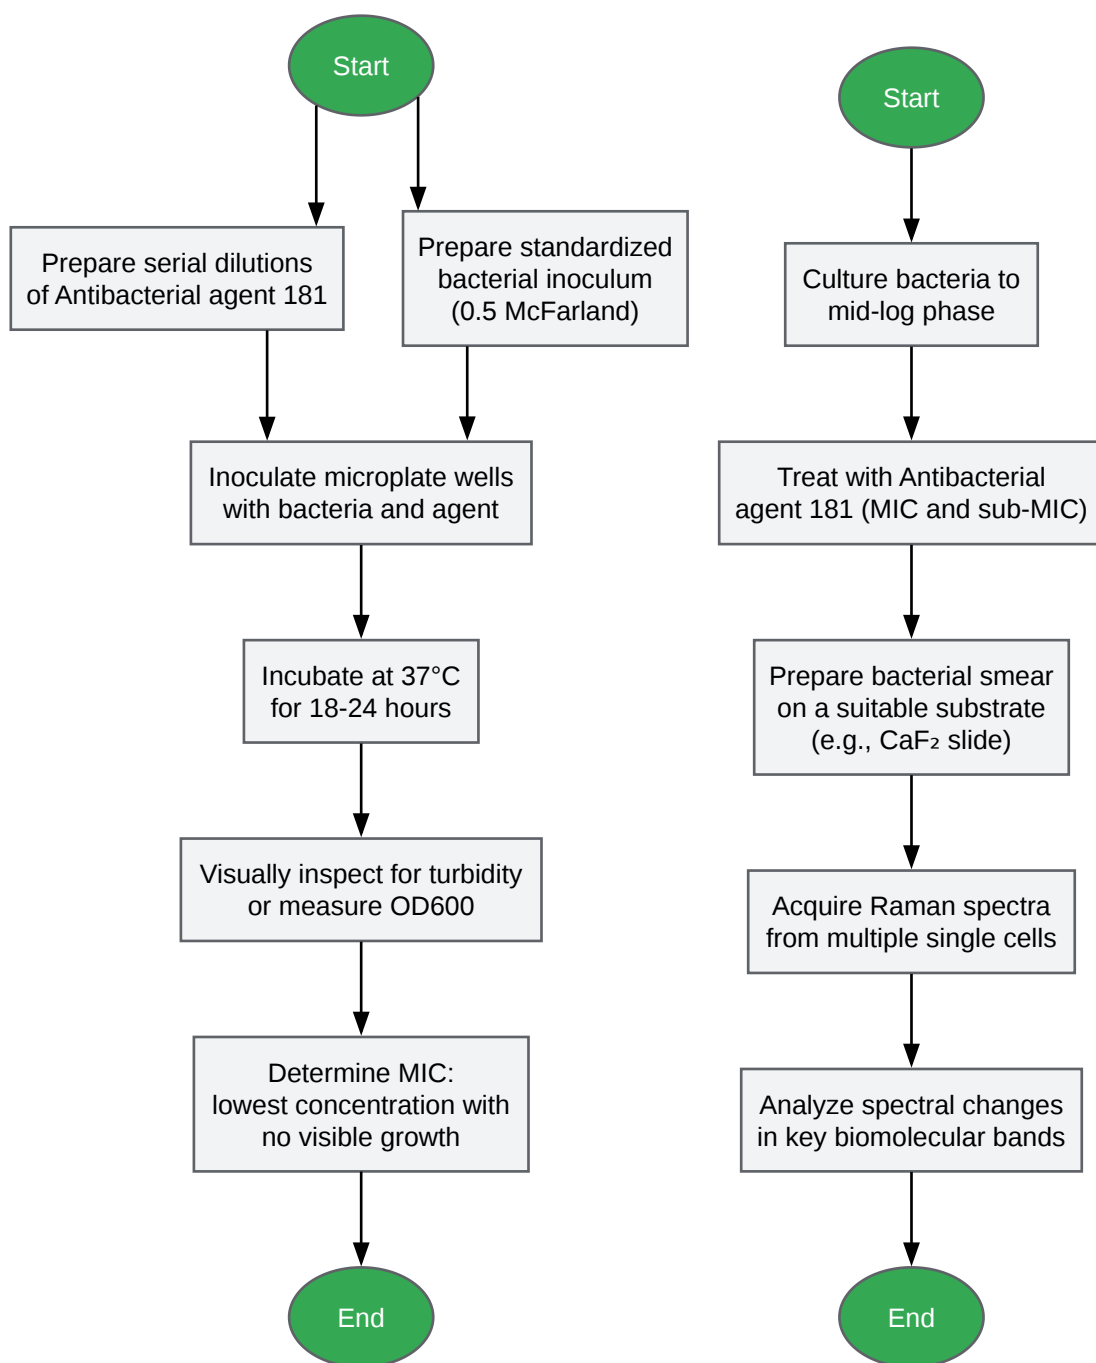 Start
Prepare serial dilutions
of Antibacterial agent 181
Prepare standardized
bacterial inoculum
(0.5 McFarland)
Inoculate microplate wells
with bacteria and agent
Incubate at 37°C
for 18-24 hours
Visually inspect for turbidity
or measure OD600
Determine MIC:
lowest concentration with
no visible growth
End
Start
Culture bacteria to
mid-log phase
Treat with Antibacterial
agent 181 (MIC and sub-MIC)
Prepare bacterial smear
on a suitable substrate
(e.g., CaF₂ slide)
Acquire Raman spectra
from multiple single cells
Analyze spectral changes
in key biomolecular bands
End